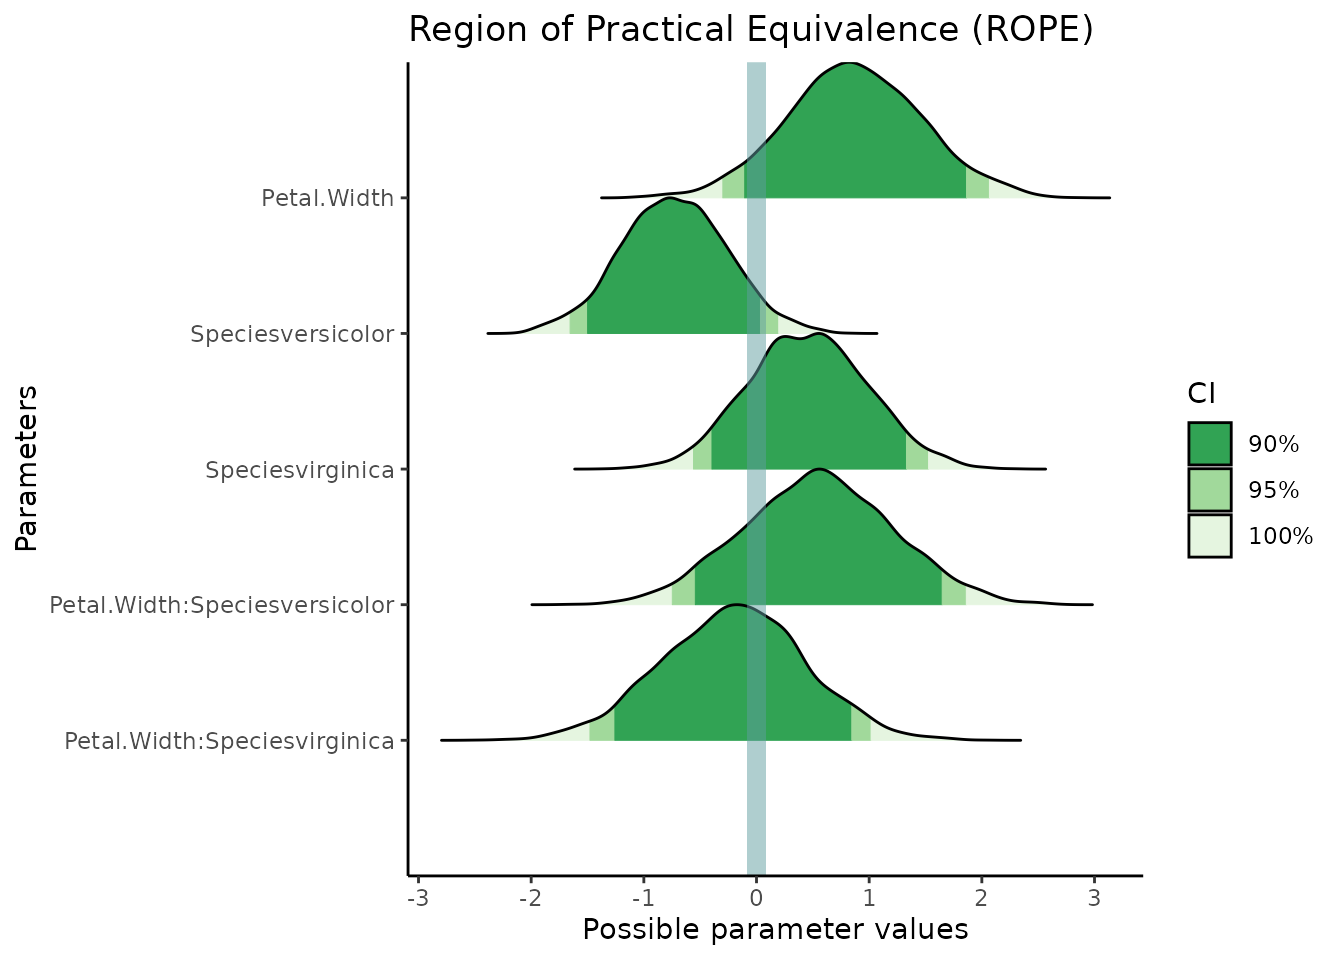 Region of Practical Equivalence (ROPE)
Parameters
Petal.Width
Speciesversicolor
Speciesvirginica
Petal.Width:Speciesversicolor
Petal.Width:Speciesvirginica
-3 -2 -1 0 1 2 3
Possible parameter values
CI
90%
95%
100%